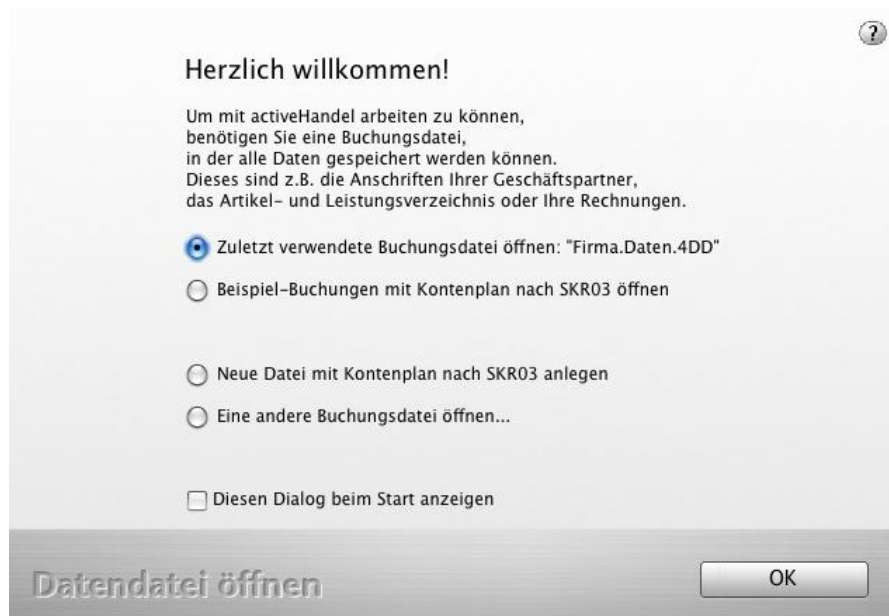 ?
Herzlich willkommen!
Um mit activeHandel arbeiten zu können,
benötigen Sie eine Buchungsdatei,
in der alle Daten gespeichert werden können.
Dieses sind z.B. die Anschriften Ihrer Geschäftspartner,
das Artikel- und Leistungsverzeichnis oder Ihre Rechnungen.
Zuletzt verwendete Buchungsdatei öffnen: "Firma.Daten.4DD"
Beispiel-Buchungen mit Kontenplan nach SKR03 öffnen
Neue Datei mit Kontenplan nach SKR03 anlegen
Eine andere Buchungsdatei öffnen...
Diesen Dialog beim Start anzeigen
Datendatei öffnen
OK